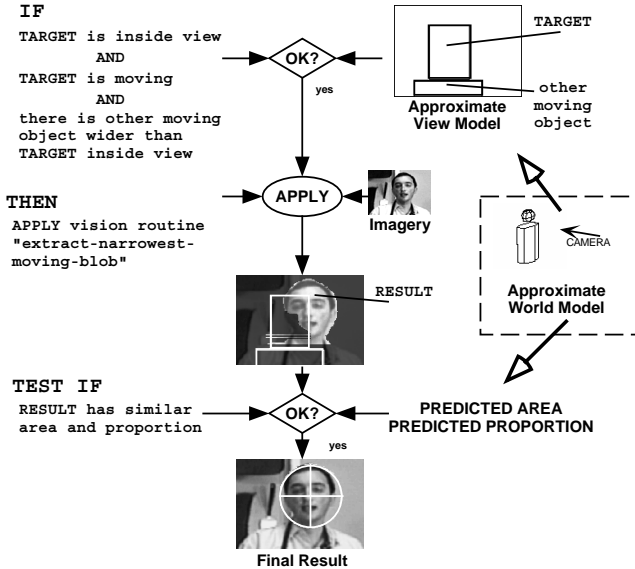 IF
TARGET is inside view
AND
TARGET is moving
AND
there is other moving
object wider than
TARGET inside view
OK?
yes
TARGET
other
moving
object
Approximate
View Model
THEN
APPLY vision routine
"extract-narrowest-
moving-blob"
APPLY
Imagery
CAMERA
Approximate
World Model
RESULT
TEST IF
RESULT has similar
area and proportion
OK?
yes
PREDICTED AREA
PREDICTED PROPORTION
Final Result